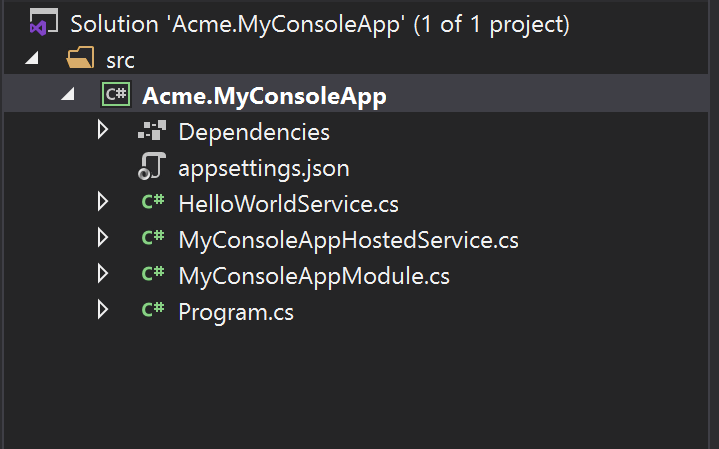 Solution 'Acme.MyConsoleApp' (1 of 1 project)
src
C# Acme.MyConsoleApp
Dependencies
appsettings.json
C# HelloWorldService.cs
C# MyConsoleAppHostedService.cs
C# MyConsoleAppModule.cs
C# Program.cs